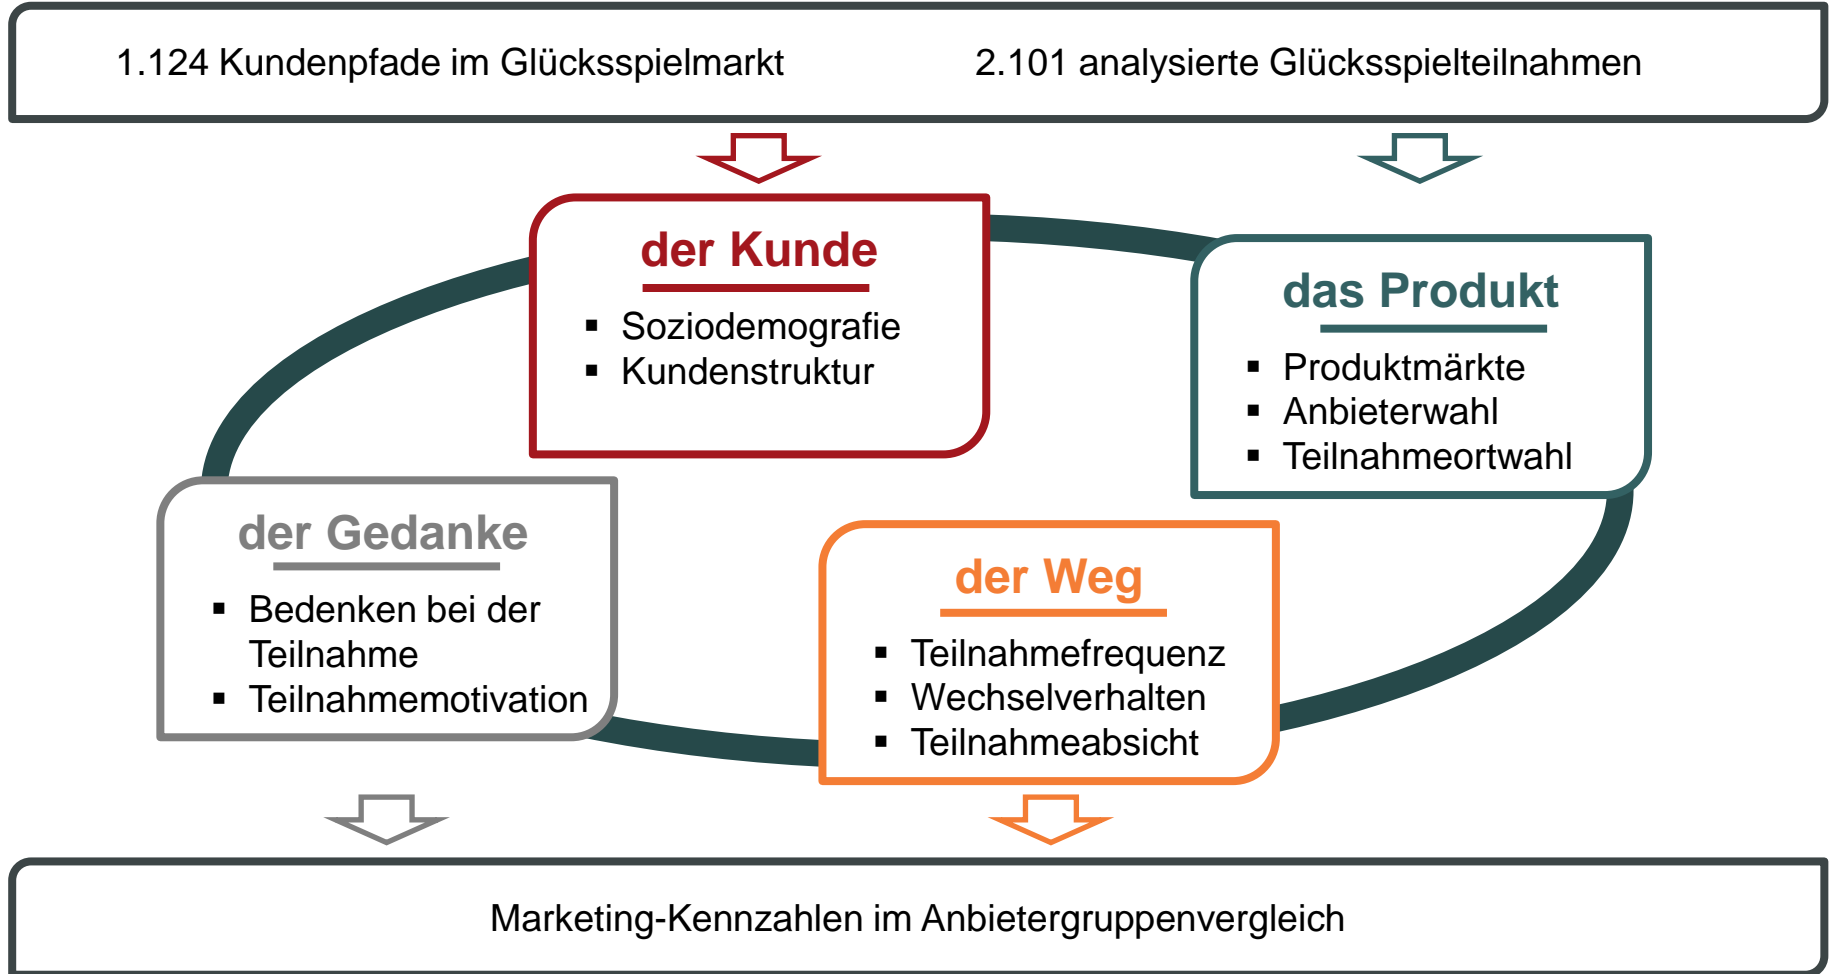 1.124 Kundenpfade im Glücksspielmarkt
2.101 analysierte Glücksspielteilnahmen
der Kunde
▪ Soziodemografie
▪ Kundenstruktur
das Produkt
▪ Produktmärkte
▪ Anbieterwahl
▪ Teilnahmeortwahl
der Gedanke
▪ Bedenken bei der
Teilnahme
▪ Teilnahmemotivation
der Weg
▪ Teilnahmefrequenz
▪ Wechselverhalten
▪ Teilnahmeabsicht
Marketing-Kennzahlen im Anbietergruppenvergleich